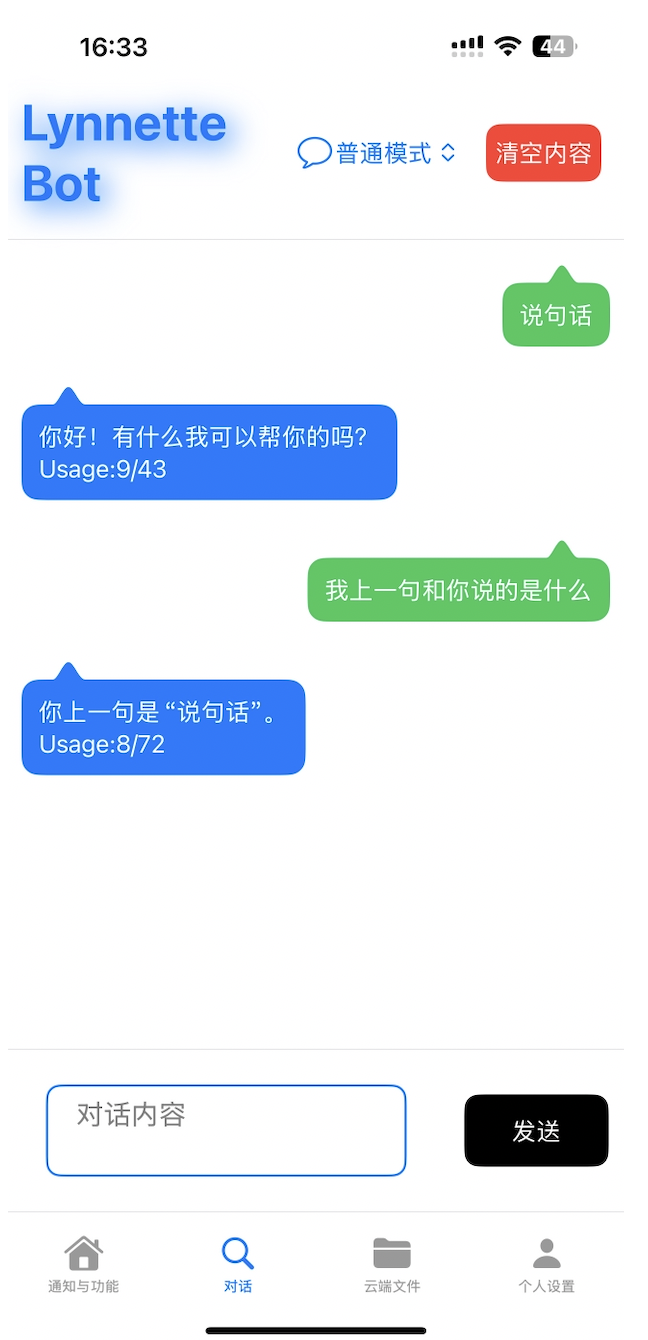 16:33
44
Lynnette
Bot
普通模式
清空内容
说句话
你好！有什么我可以帮你的吗？
Usage:9/43
我上一句和你说的是什么
你上一句是 “说句话”。
Usage:8/72
对话内容
发送
通知与功能
对话
云端文件
个人设置